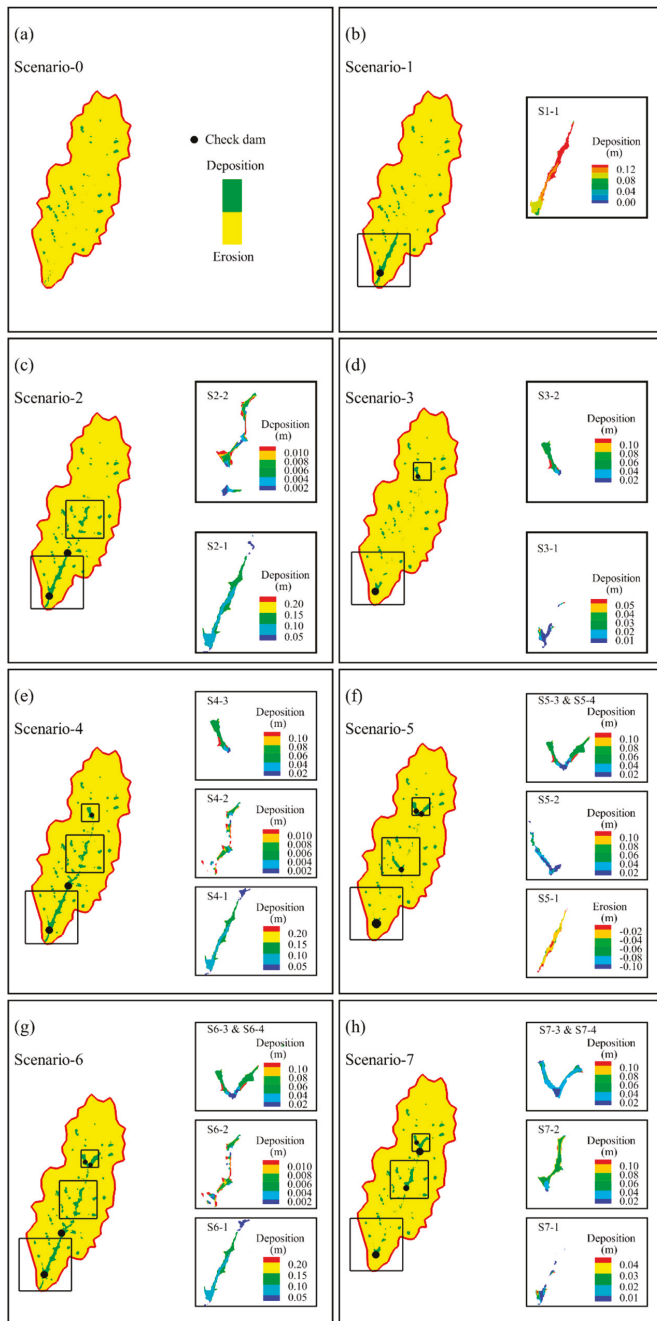 (a)
Scenario-0
Check dam
Deposition
Erosion
(b)
Scenario-1
S1-1
Deposition
(m)
0.12
0.08
0.04
0.00
(c)
Scenario-2
S2-2
Deposition
(m)
0.010
0.008
0.006
0.004
0.002
S2-1
Deposition
(m)
0.20
0.15
0.10
0.05
(d)
Scenario-3
S3-2
Deposition
(m)
0.10
0.08
0.06
0.04
0.02
S3-1
Deposition
(m)
0.05
0.04
0.03
0.02
0.01
(e)
Scenario-4
S4-3
Deposition
(m)
0.10
0.08
0.06
0.04
0.02
S4-2
Deposition
(m)
0.010
0.008
0.006
0.004
0.002
S4-1
Deposition
(m)
0.20
0.15
0.10
0.05
(f)
Scenario-5
S5-3 & S5-4
Deposition
(m)
0.10
0.08
0.06
0.04
0.02
S5-2
Deposition
(m)
0.10
0.08
0.06
0.04
0.02
S5-1
Erosion
(m)
-0.02
-0.04
-0.06
-0.08
-0.10
(g)
Scenario-6
S6-3 & S6-4
Deposition
(m)
0.10
0.08
0.06
0.04
0.02
S6-2
Deposition
(m)
0.010
0.008
0.006
0.004
0.002
S6-1
Deposition
(m)
0.20
0.15
0.10
0.05
(h)
Scenario-7
S7-3 & S7-4
Deposition
(m)
0.10
0.08
0.06
0.04
0.02
S7-2
Deposition
(m)
0.10
0.08
0.06
0.04
0.02
S7-1
Deposition
(m)
0.04
0.03
0.02
0.01